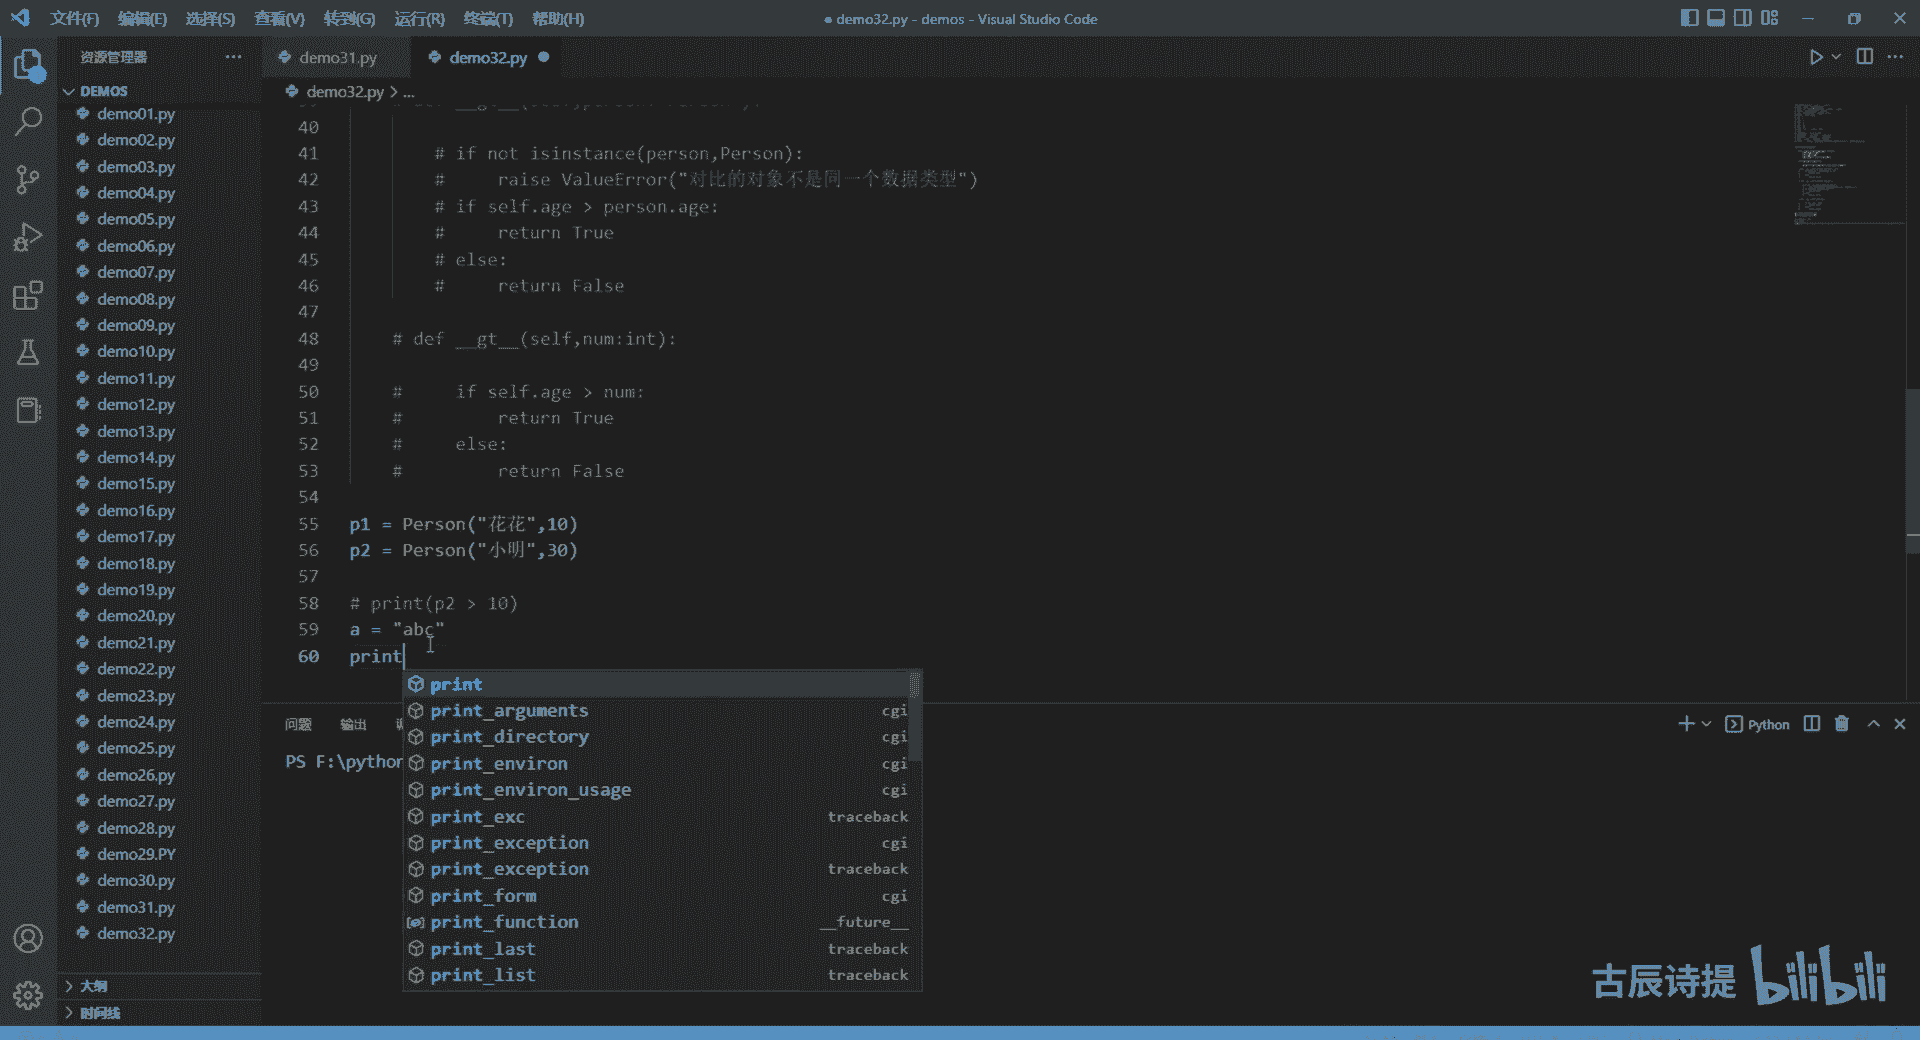 文件(F) 编辑(E) 选择(S) 查看(V) 转到(G) 运行(R) 终端(T) 帮助(H)
● demo32.py - demos - Visual Studio Code
资源管理器
DEMOS
demo01.py
demo02.py
demo03.py
demo04.py
demo05.py
demo06.py
demo07.py
demo08.py
demo09.py
demo10.py
demo11.py
demo12.py
demo13.py
demo14.py
demo15.py
demo16.py
demo17.py
demo18.py
demo19.py
demo20.py
demo21.py
demo22.py
demo23.py
demo24.py
demo25.py
demo26.py
demo27.py
demo28.py
demo29.PY
demo30.py
demo31.py
demo32.py
大纲
时间线
demo31.py
demo32.py ●
demo32.py > ...
40
41 # if not isinstance(person,Person):
42 # raise ValueError("对比的对象不是同一个数据类型")
43 # if self.age > person.age:
44 # return True
45 # else:
46 # return False
47
48 # def __gt__(self,num:int):
49
50 # if self.age > num:
51 # return True
52 # else:
53 # return False
54
55 p1 = Person("花花",10)
56 p2 = Person("小明",30)
57
58 # print(p2 > 10)
59 a = "abc"
60 print
print
print_arguments cgi
print_directory cgi
print_environ cgi
print_environ_usage cgi
print_exc traceback
print_exception cgi
print_exception traceback
print_form cgi
print_function __future__
print_last traceback
print_list traceback
问题 输出
Python
PS F:\python
古辰诗提 bilibili